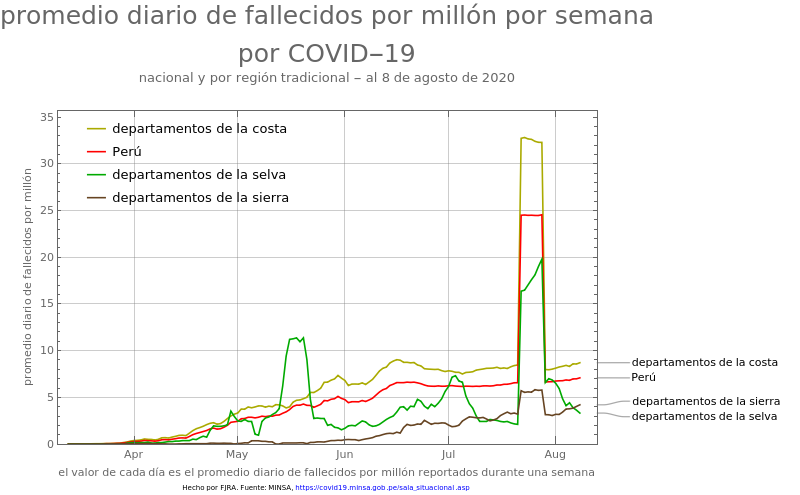 promedio diario de fallecidos por millón por semana
por COVID‒19
nacional y por región tradicional ‒ al 8 de agosto de 2020
promedio diario de fallecidos por millón
35
30
25
20
15
10
5
0
departamentos de la costa
Perú
departamentos de la selva
departamentos de la sierra
departamentos de la costa
Perú
departamentos de la sierra
departamentos de la selva
Apr May Jun Jul Aug
el valor de cada día es el promedio diario de fallecidos por millón reportados durante una semana
Hecho por FJRA. Fuente: MINSA, https://covid19.minsa.gob.pe/sala_situacional.asp